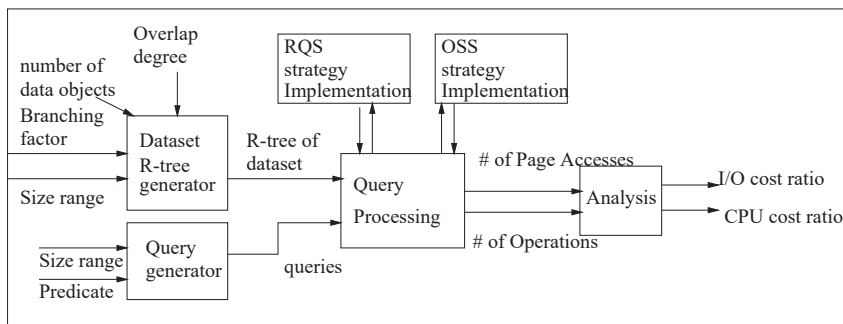 Overlap
degree
number of
data objects
Branching
factor
Size range
Dataset
R-tree
generator
R-tree of
dataset
RQS
strategy
Implementation
OSS
strategy
Implementation
Query
Processing
# of Page Accesses
# of Operations
Analysis
I/O cost ratio
CPU cost ratio
Size range
Predicate
Query
generator
queries